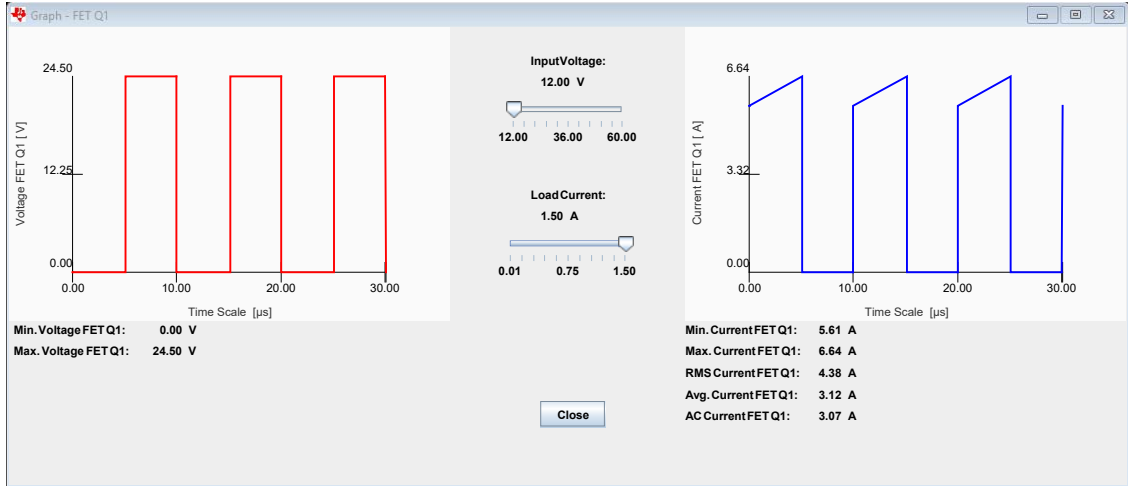 Graph - FET Q1
24.50
12.25
0.00
Voltage FET Q1 [ V]
0.00 10.00 20.00 30.00
Time Scale [µs]
Min. Voltage FET Q1: 0.00 V
Max. Voltage FET Q1: 24.50 V
Input Voltage:
12.00 V
12.00 36.00 60.00
Load Current:
1.50 A
0.01 0.75 1.50
Close
6.64
3.32
0.00
Current FET Q1 [ A]
0.00 10.00 20.00 30.00
Time Scale [µs]
Min. Current FET Q1: 5.61 A
Max. Current FET Q1: 6.64 A
RMS Current FET Q1: 4.38 A
Avg. Current FET Q1: 3.12 A
AC Current FET Q1: 3.07 A